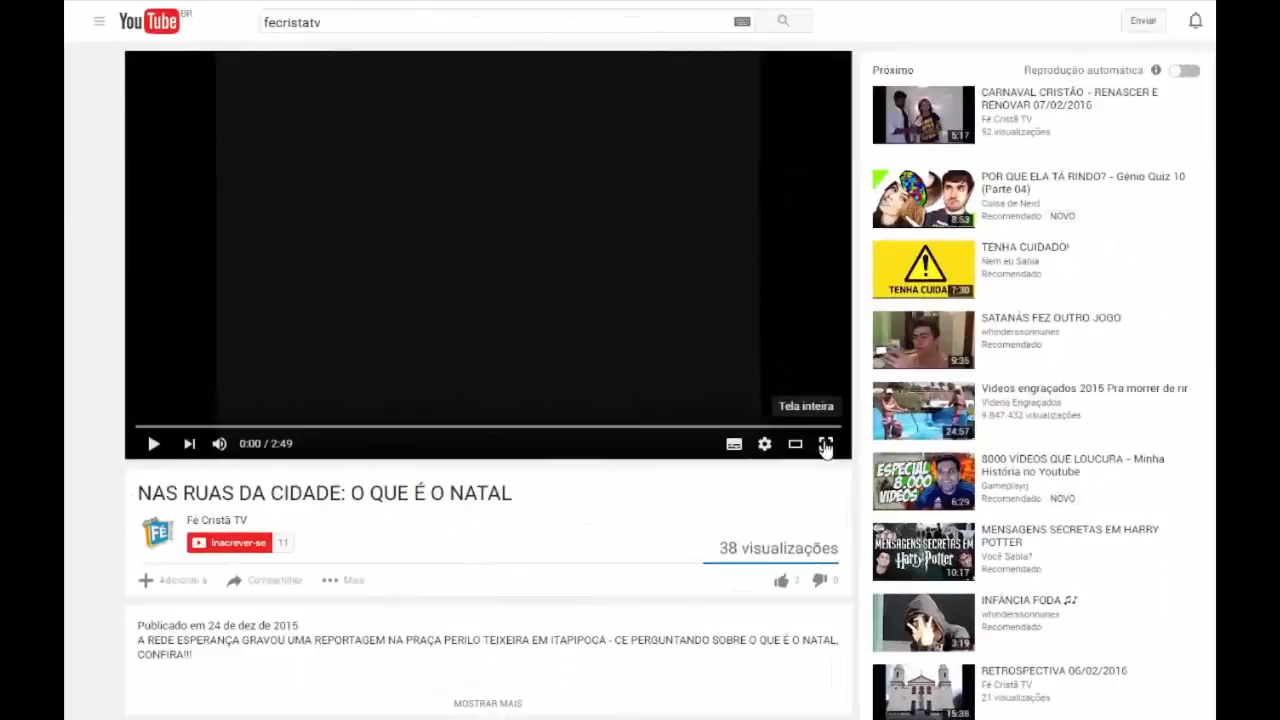 YouTube BR
fecristatv
Enviar
Tela inteira
0:00 / 2:49
NAS RUAS DA CIDADE: O QUE É O NATAL
FÉ
Fé Cristã TV
Inscrever-se 11
38 visualizações
Adicionar a Compartilhar Mais
2 0
Publicado em 24 de dez de 2015
A REDE ESPERANÇA GRAVOU UMA REPORTAGEM NA PRAÇA PERILO TEIXEIRA EM ITAPIPOCA - CE PERGUNTANDO SOBRE O QUE É O NATAL,
CONFIRA!!!
MOSTRAR MAIS
Próximo Reprodução automática
5:17
CARNAVAL CRISTÃO - RENASCER E
RENOVAR 07/02/2016
Fé Cristã TV
52 visualizações
8:53
POR QUE ELA TÁ RINDO? - Gênio Quiz 10
(Parte 04)
Coisa de Nerd
Recomendado NOVO
TENHA CUIDA
7:30
TENHA CUIDADO!
Nem eu Sabia
Recomendado
9:35
SATANÁS FEZ OUTRO JOGO
whinderssonnunes
Recomendado
24:57
Videos engraçados 2015 Pra morrer de rir
Videos Engraçados
9.847.432 visualizações
ESPECIAL
8.000
VÍDEOS
6:29
8000 VÍDEOS QUE LOUCURA - Minha
História no Youtube
Gameplayrj
Recomendado NOVO
MENSAGENS SECRETAS EM
Harry Potter
10:17
MENSAGENS SECRETAS EM HARRY
POTTER
Você Sabia?
Recomendado
3:19
INFÂNCIA FODA ♫♪
whinderssonnunes
Recomendado
15:38
RETROSPECTIVA 06/02/2016
Fé Cristã TV
21 visualizações